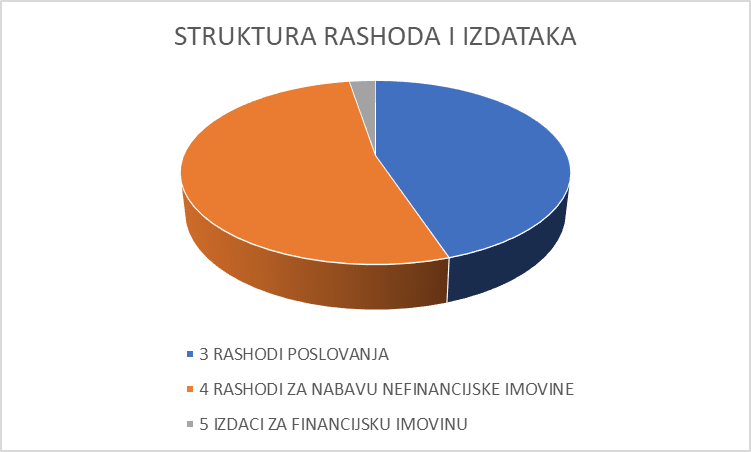 STRUKTURA RASHODA I IZDATAKA
3 RASHODI POSLOVANJA
4 RASHODI ZA NABAVU NEFINANCIJSKE IMOVINE
5 IZDACI ZA FINANCIJSKU IMOVINU